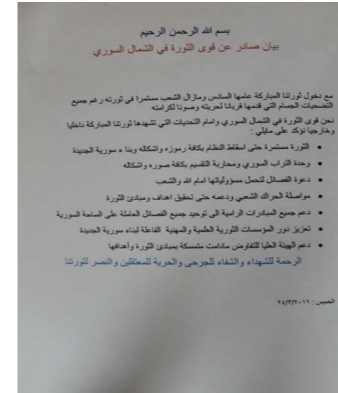 بسم الله الرحمن الرحيم
بيان صادر عن قوى الثورة في الشمال السوري
مع دخول ثورتنا المباركة عامها السادس ومازال الشعب مستمرا في ثورته رغم جميع
التضحيات الجسام التي قدمها قربانا لحريته وصونا لكرامته
نحن قوى الثورة في الشمال السوري وامام التحديات التي تشهدها ثورتنا المباركة داخليا
وخارجيا نؤكد على مايلي :
• الثورة مستمرة حتى اسقاط النظام بكافة رموزه واشكاله وبناء سورية الجديدة
• وحدة التراب السوري ومحاربة التقسيم بكافة صوره واشكاله
• دعوة الفصائل لتحمل مسؤولياتها امام الله والشعب
• مواصلة الحراك الشعبي ودعمه حتى تحقيق اهداف ومبادئ الثورة
• دعم جميع المبادرات الرامية الى توحيد جميع الفصائل العاملة على الساحة السورية
• تعزيز دور المؤسسات الثورية العلمية والمهنية الفاعلة لبناء سورية الجديدة
• دعم الهيئة العليا للتفاوض مادامت متمسكة بمبادئ الثورة وأهدافها
الرحمة للشهداء والشفاء للجرحى والحرية للمعتقلين والنصر لثورتنا
الخميس : ٢٤/٣/٢٠١٦